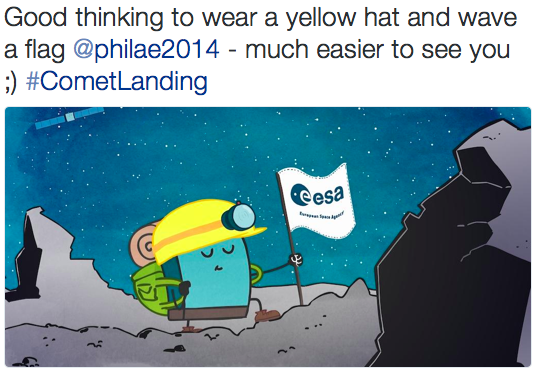 Good thinking to wear a yellow hat and wave
a flag @philae2014 - much easier to see you
;) #CometLanding
esa
European Space Agency